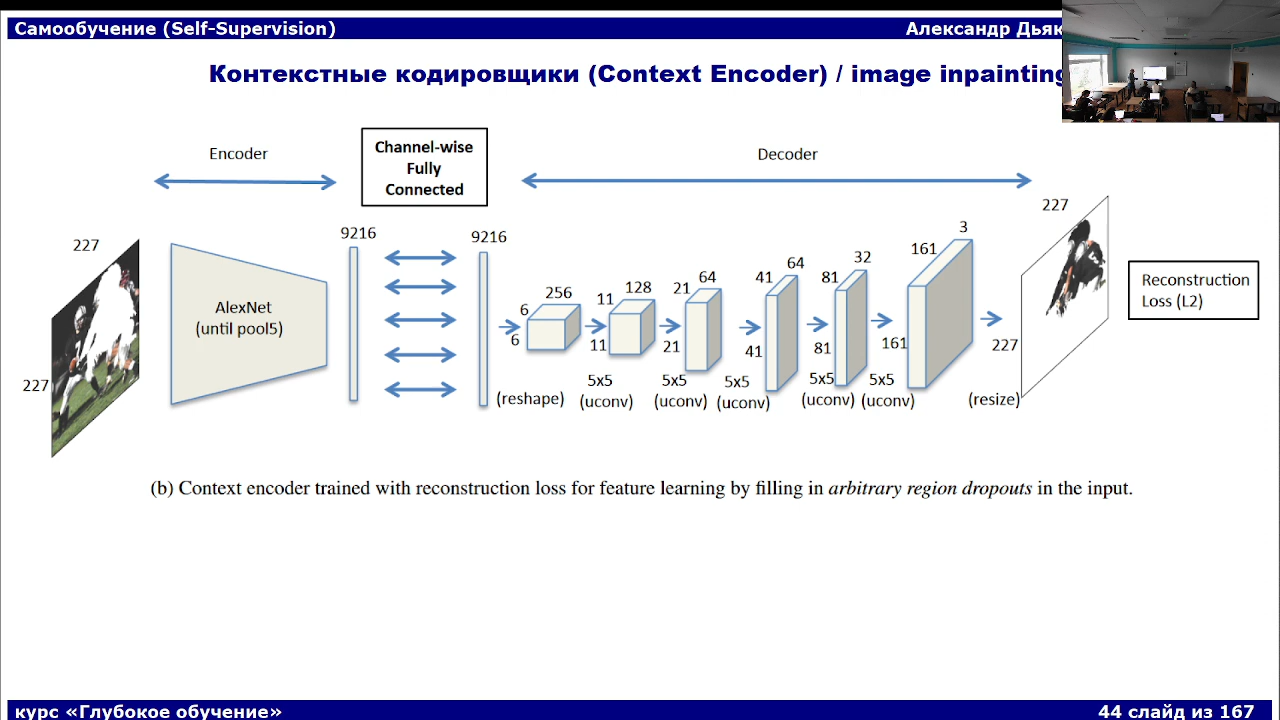 Самообучение (Self-Supervision)
Александр
Контекстные кодировщики (Context Encoder) / image inpainting
Encoder
Channel-wise
Fully
Connected
Decoder
227
227
AlexNet
(until pool5)
9216
9216
(reshape)
6
6
256
11
11
128
5x5
(uconv)
21
21
64
5x5
(uconv)
41
41
64
5x5
(uconv)
81
81
32
5x5
(uconv)
161
161
3
5x5
(uconv)
(resize)
227
227
Reconstruction
Loss (L2)
(b) Context encoder trained with reconstruction loss for feature learning by filling in arbitrary region dropouts in the input.
курс «Глубокое обучение»
44 слайд из 167